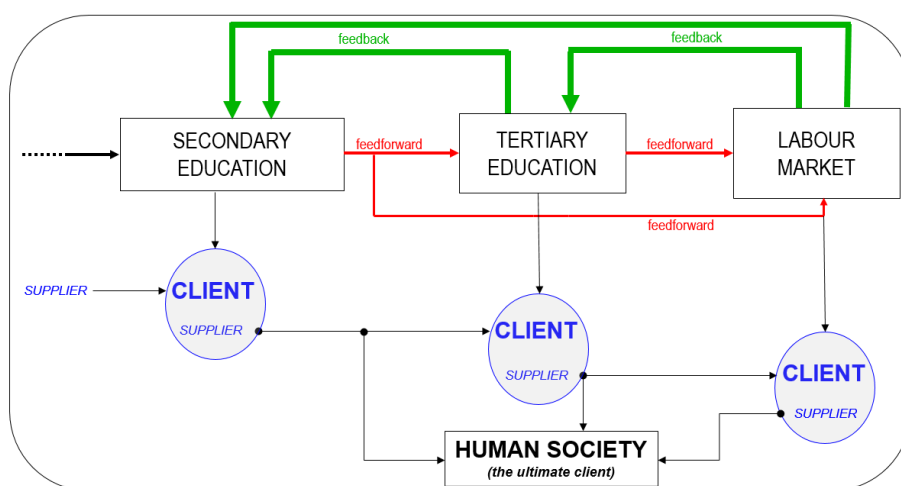 feedback
feedback
SECONDARY
EDUCATION
feedforward
TERTIARY
EDUCATION
feedforward
LABOUR
MARKET
feedforward
SUPPLIER
CLIENT
SUPPLIER
CLIENT
SUPPLIER
CLIENT
SUPPLIER
HUMAN SOCIETY
(the ultimate client)